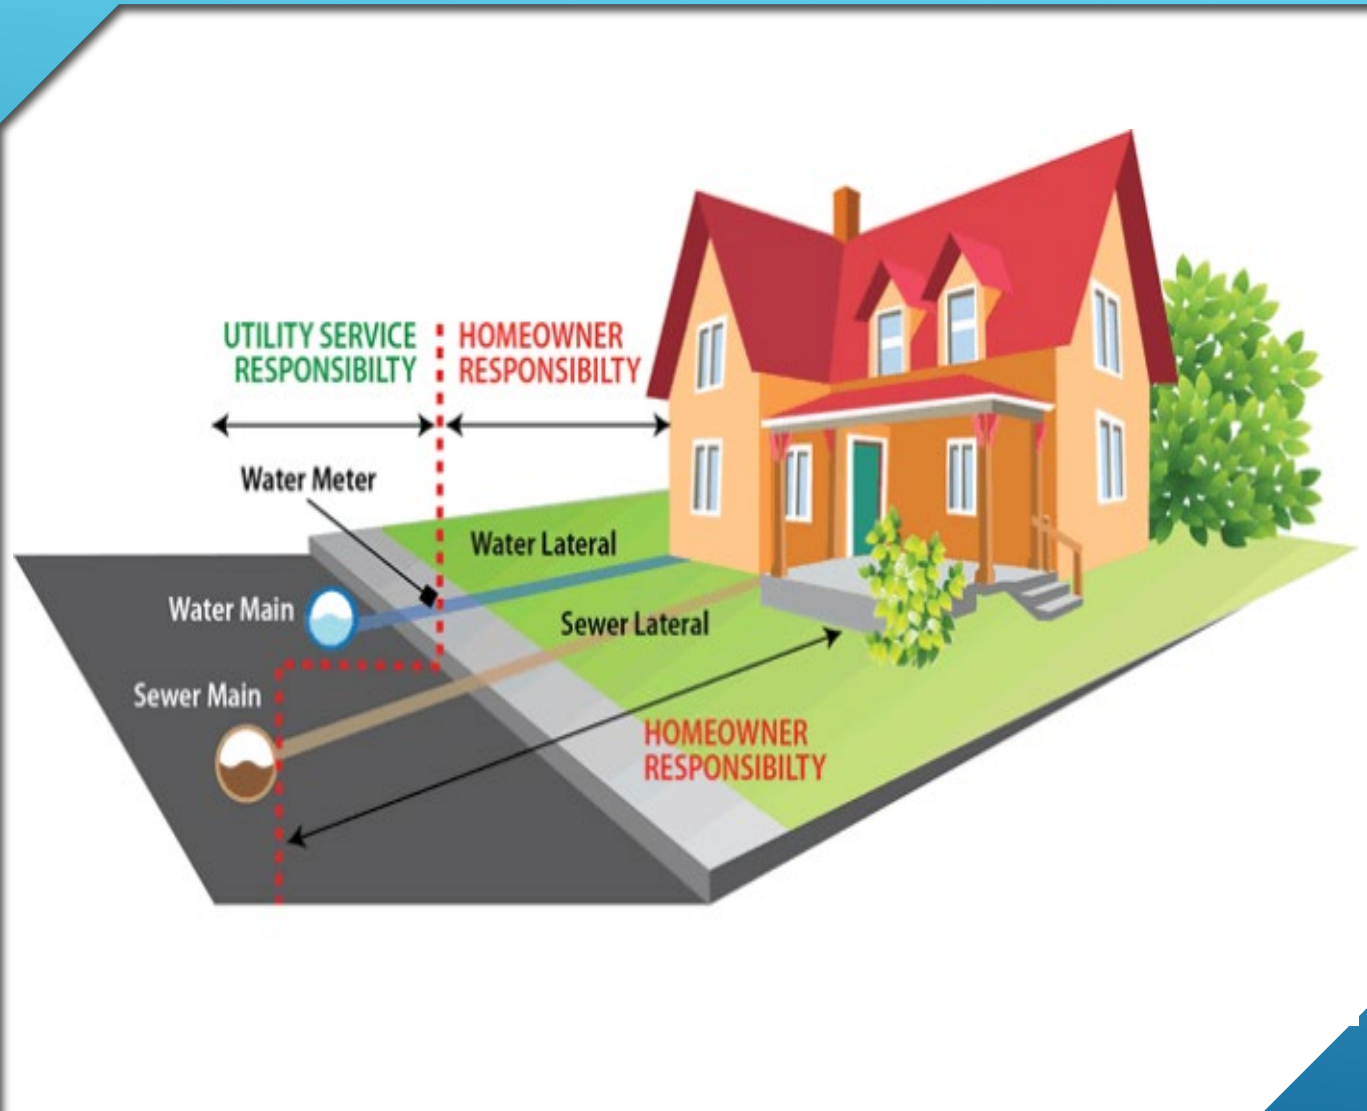 UTILITY SERVICE
RESPONSIBILTY
HOMEOWNER
RESPONSIBILTY
Water Meter
Water Lateral
Water Main
Sewer Lateral
Sewer Main
HOMEOWNER
RESPONSIBILTY